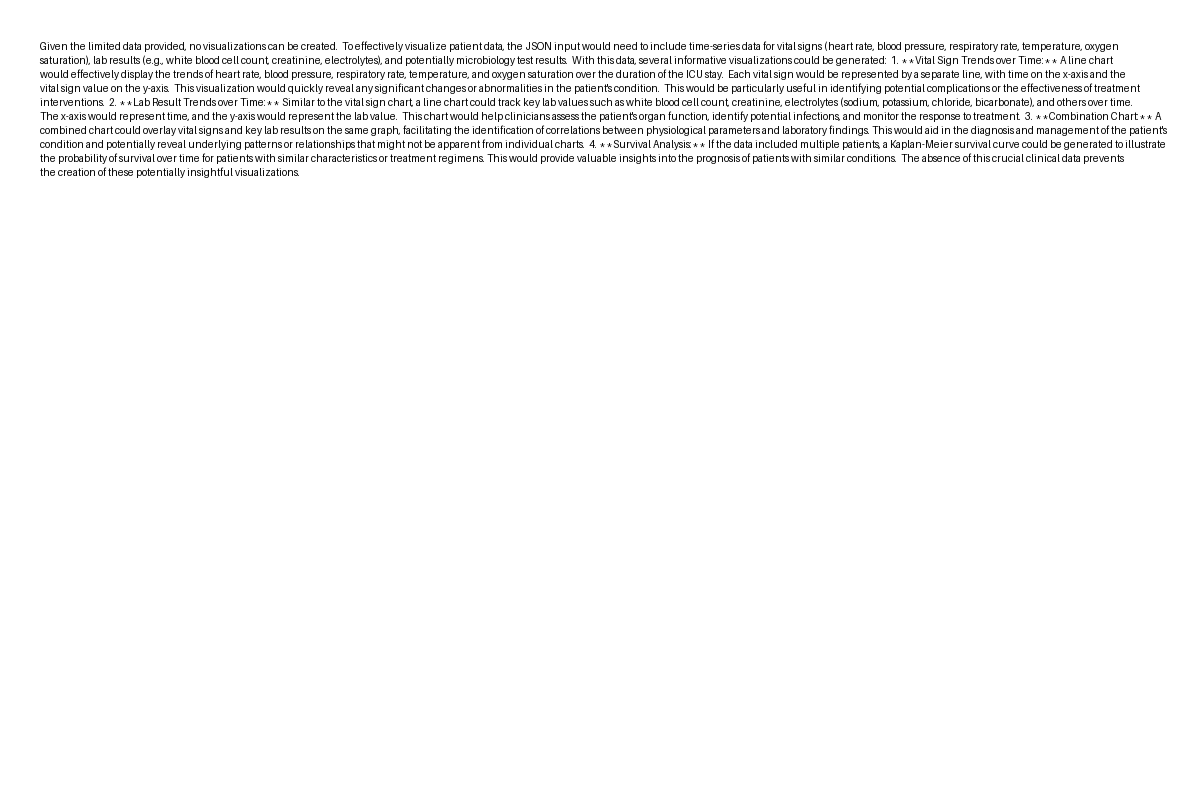 Given the limited data provided, no visualizations can be created.  To effectively visualize patient data, the JSON input would need to include time-series data for vital signs (heart rate, blood pressure, respiratory rate, temperature, oxygen
saturation), lab results (e.g., white blood cell count, creatinine, electrolytes), and potentially microbiology test results.  With this data, several informative visualizations could be generated:  1. **Vital Sign Trends over Time:** A line chart
would effectively display the trends of heart rate, blood pressure, respiratory rate, temperature, and oxygen saturation over the duration of the ICU stay.  Each vital sign would be represented by a separate line, with time on the x-axis and the
vital sign value on the y-axis.  This visualization would quickly reveal any significant changes or abnormalities in the patient's condition.  This would be particularly useful in identifying potential complications or the effectiveness of treatment
interventions.  2. **Lab Result Trends over Time:** Similar to the vital sign chart, a line chart could track key lab values such as white blood cell count, creatinine, electrolytes (sodium, potassium, chloride, bicarbonate), and others over time.
The x-axis would represent time, and the y-axis would represent the lab value.  This chart would help clinicians assess the patient's organ function, identify potential infections, and monitor the response to treatment.  3. **Combination Chart:** A
combined chart could overlay vital signs and key lab results on the same graph, facilitating the identification of correlations between physiological parameters and laboratory findings. This would aid in the diagnosis and management of the patient's
condition and potentially reveal underlying patterns or relationships that might not be apparent from individual charts.  4. **Survival Analysis:** If the data included multiple patients, a Kaplan-Meier survival curve could be generated to illustrate
the probability of survival over time for patients with similar characteristics or treatment regimens. This would provide valuable insights into the prognosis of patients with similar conditions.  The absence of this crucial clinical data prevents
the creation of these potentially insightful visualizations.